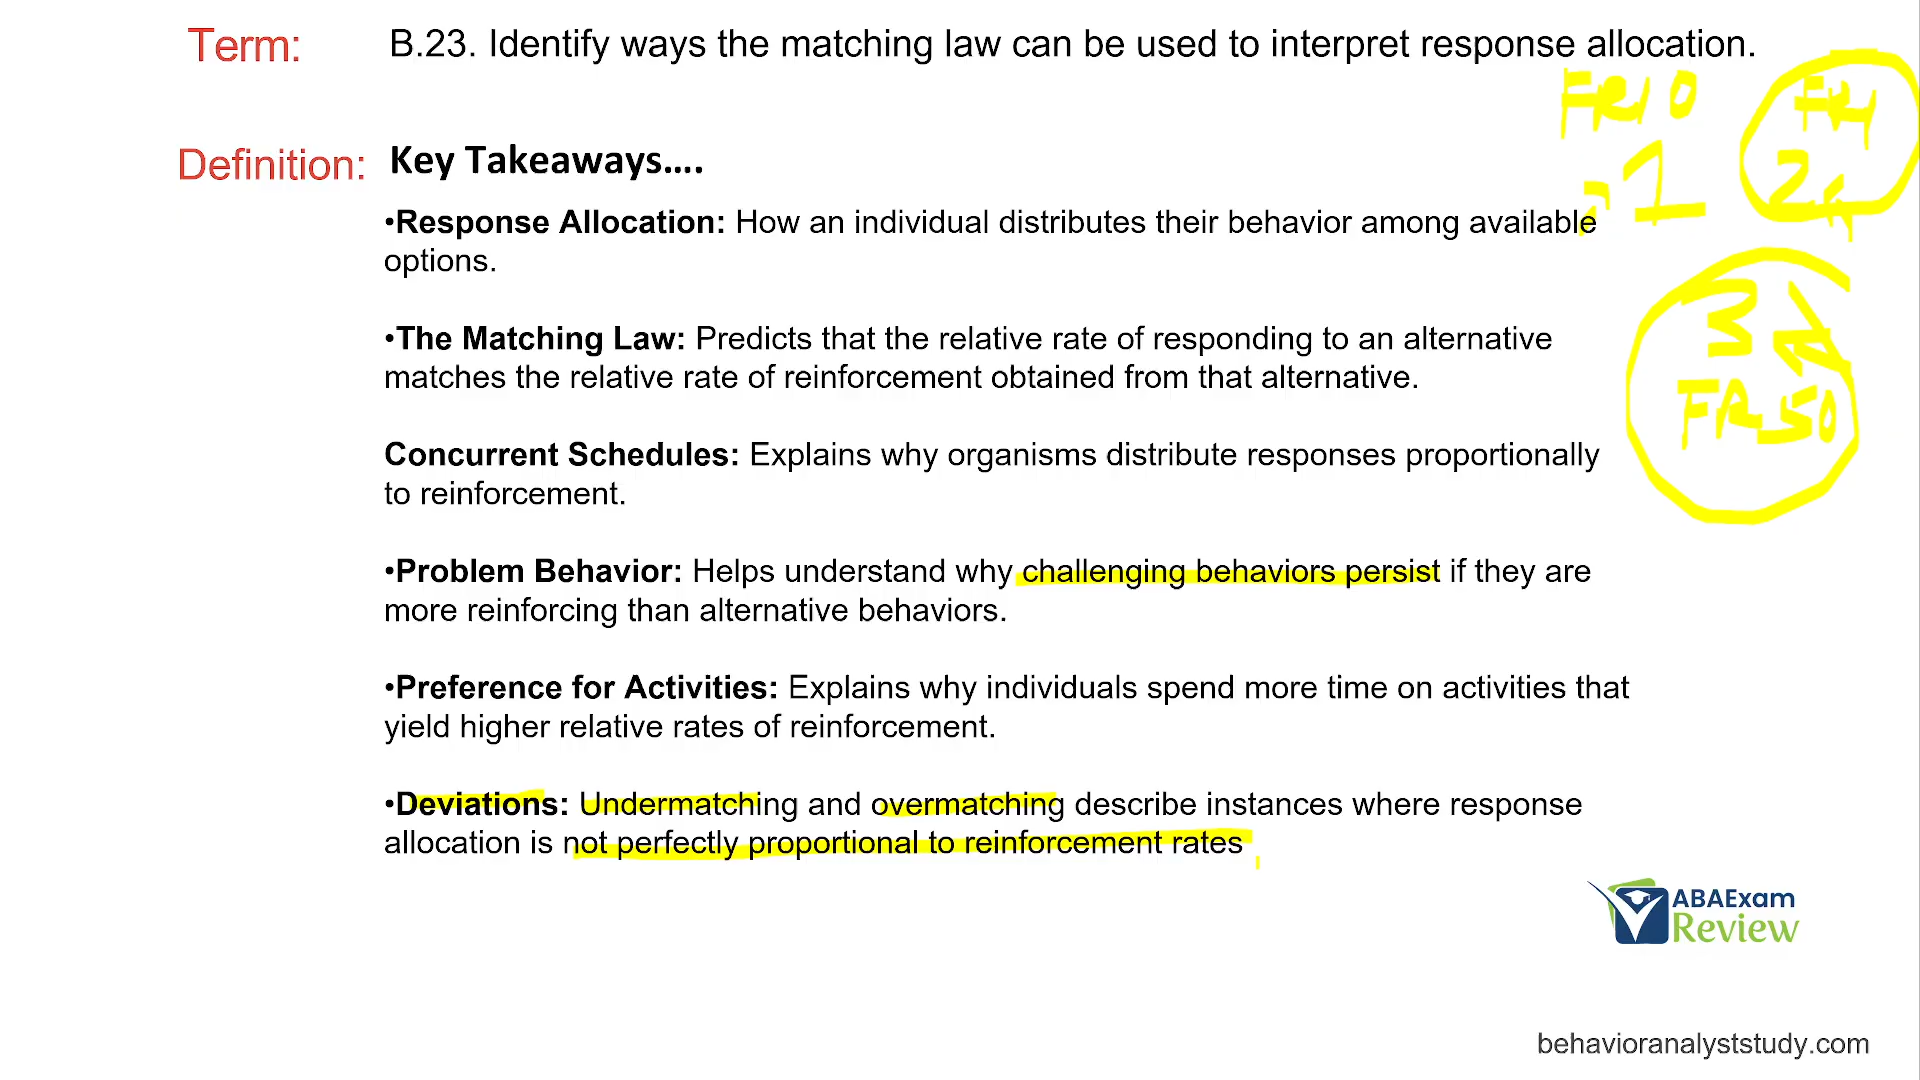 Term: B.23. Identify ways the matching law can be used to interpret response allocation.
FR10 FR1
1 2
Definition: Key Takeaways....
•Response Allocation: How an individual distributes their behavior among available
options.
3
FR50
•The Matching Law: Predicts that the relative rate of responding to an alternative
matches the relative rate of reinforcement obtained from that alternative.
Concurrent Schedules: Explains why organisms distribute responses proportionally
to reinforcement.
•Problem Behavior: Helps understand why challenging behaviors persist if they are
more reinforcing than alternative behaviors.
•Preference for Activities: Explains why individuals spend more time on activities that
yield higher relative rates of reinforcement.
•Deviations: Undermatching and overmatching describe instances where response
allocation is not perfectly proportional to reinforcement rates
ABAExam
Review
behavioranalyststudy.com